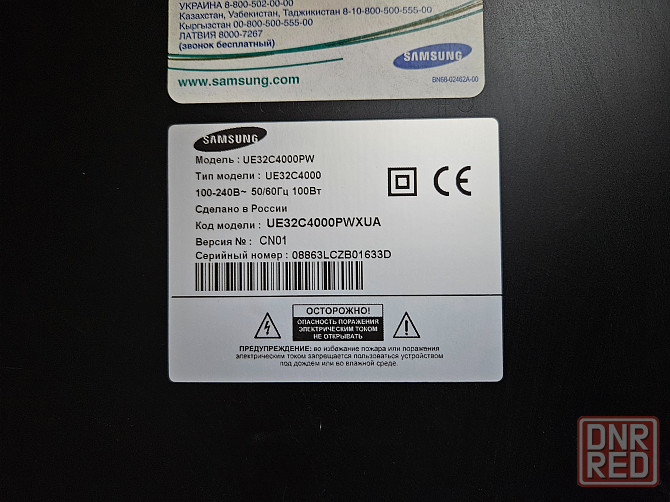 УКРАИНА 8-800-502-00-00
Казахстан, Узбекистан, Таджикистан 8-10-800-500-55-500
Кыргызстан 00-800-500-555-00
ЛАТВИЯ 8000-7267
(звонок бесплатный)
www.samsung.com
SAMSUNG
BN68-02462A-00
SAMSUNG
Модель : UE32C4000PW
Тип модели : UE32C4000
100-240В~ 50/60Гц 100Вт
Сделано в России
Код модели : UE32C4000PWXUA
Версия № : CN01
Серийный номер : 08863LCZB01633D
CE
ОСТОРОЖНО!
ОПАСНОСТЬ ПОРАЖЕНИЯ
ЭЛЕКТРИЧЕСКИМ ТОКОМ
НЕ ОТКРЫВАТЬ
ПРЕДУПРЕЖДЕНИЕ: во избежание пожара или поражения
электрическим током запрещается пользоваться устройством
под дождем или во влажной среде.
DNR
RED